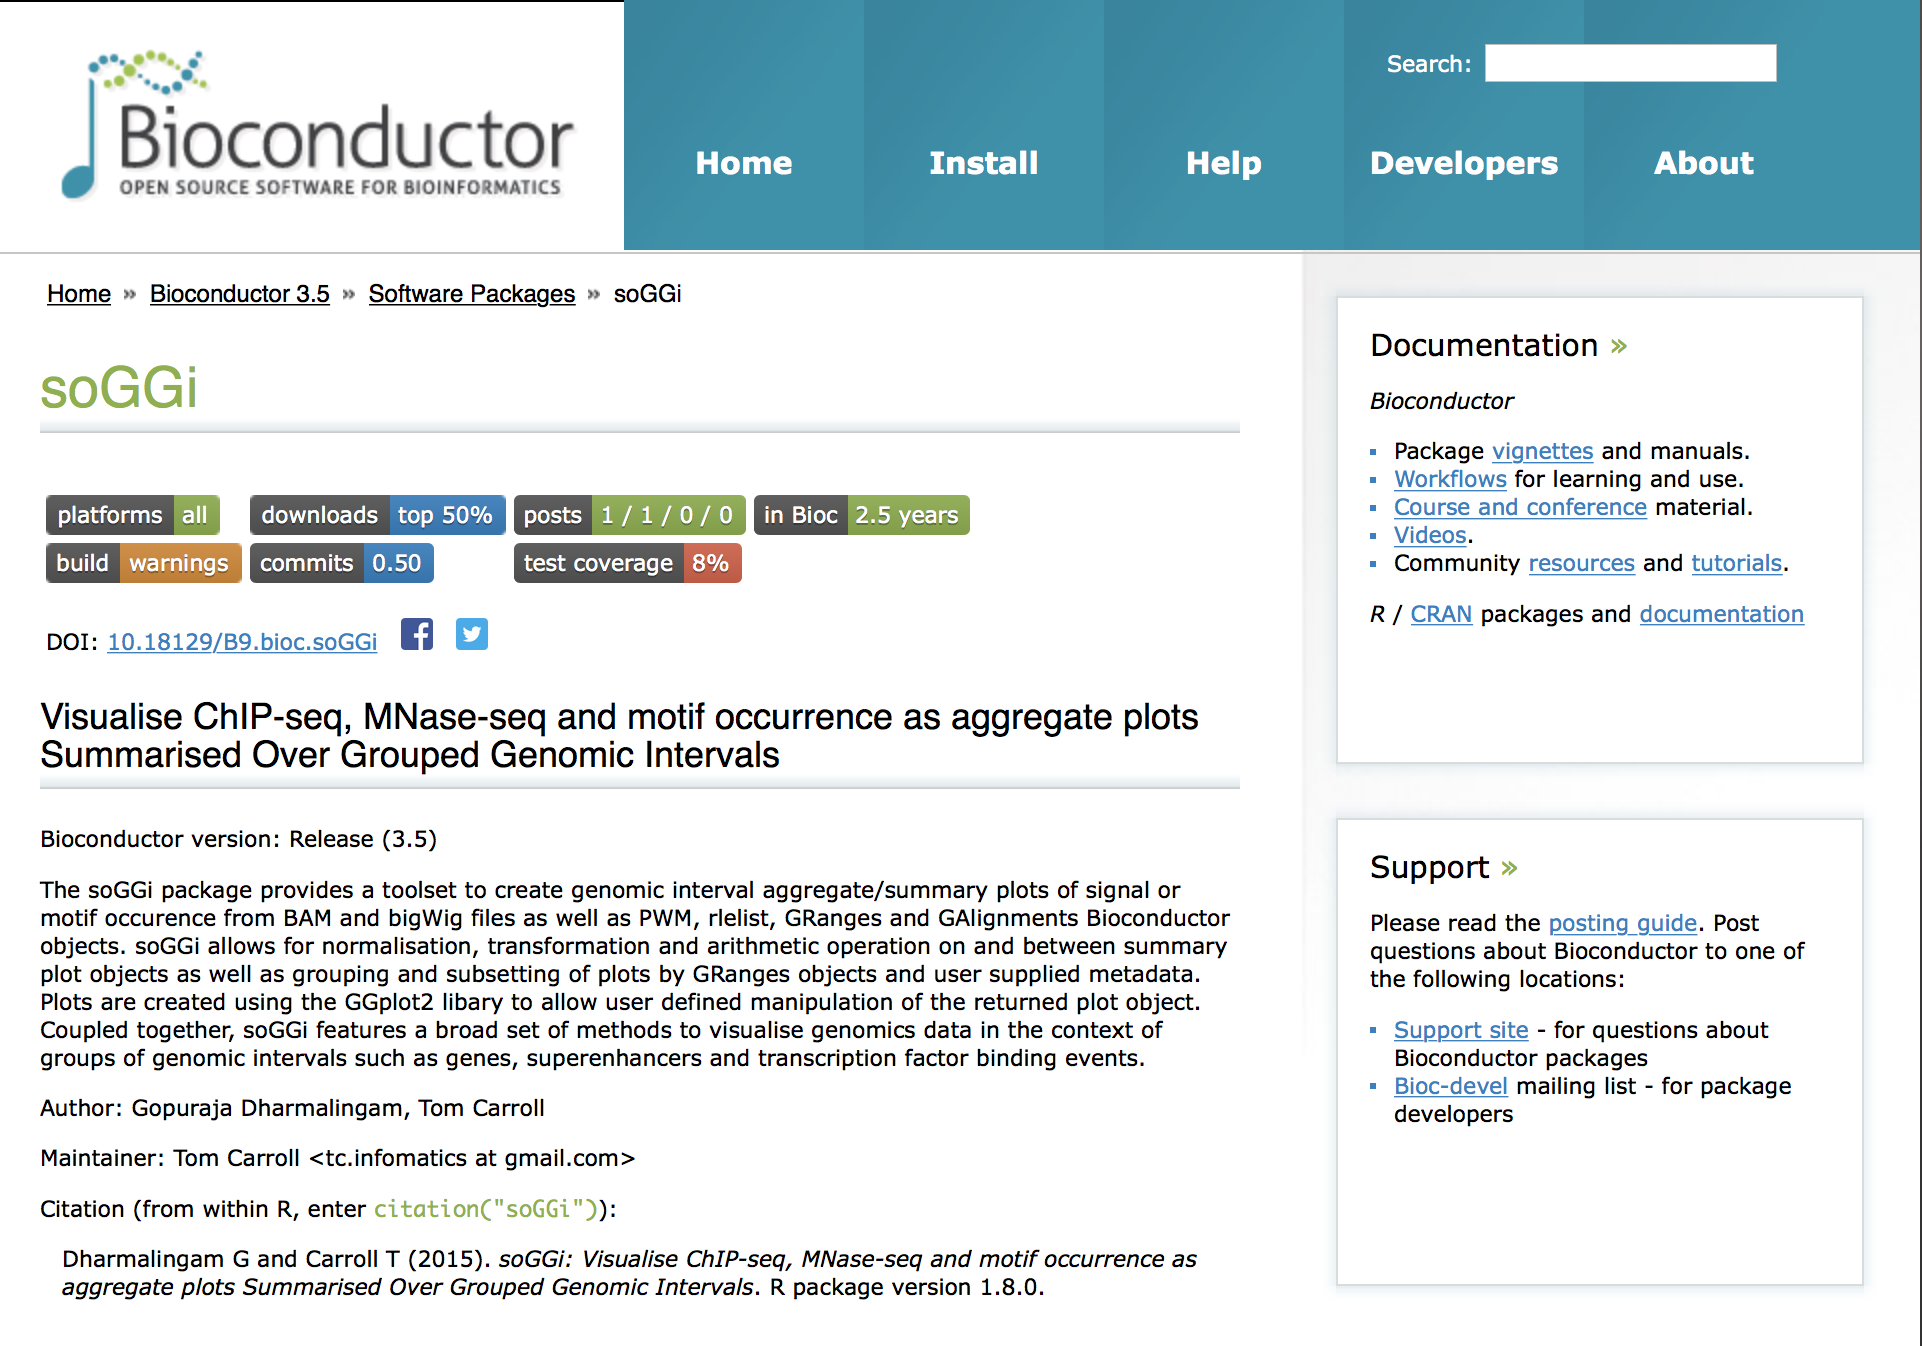 Bioconductor
OPEN SOURCE SOFTWARE FOR BIOINFORMATICS
Search:
Home
Install
Help
Developers
About
Home » Bioconductor 3.5 » Software Packages » soGGi
soGGi
platforms all
downloads top 50%
posts 1 / 1 / 0 / 0
in Bioc 2.5 years
build warnings
commits 0.50
test coverage 8%
DOI: 10.18129/B9.bioc.soGGi
Visualise ChIP-seq, MNase-seq and motif occurrence as aggregate plots
Summarised Over Grouped Genomic Intervals
Bioconductor version: Release (3.5)
The soGGi package provides a toolset to create genomic interval aggregate/summary plots of signal or
motif occurence from BAM and bigWig files as well as PWM, rlelist, GRanges and GAlignments Bioconductor
objects. soGGi allows for normalisation, transformation and arithmetic operation on and between summary
plot objects as well as grouping and subsetting of plots by GRanges objects and user supplied metadata.
Plots are created using the GGplot2 libary to allow user defined manipulation of the returned plot object.
Coupled together, soGGi features a broad set of methods to visualise genomics data in the context of
groups of genomic intervals such as genes, superenhancers and transcription factor binding events.
Author: Gopuraja Dharmalingam, Tom Carroll
Maintainer: Tom Carroll <tc.infomatics at gmail.com>
Citation (from within R, enter citation("soGGi")):
Dharmalingam G and Carroll T (2015). soGGi: Visualise ChIP-seq, MNase-seq and motif occurrence as
aggregate plots Summarised Over Grouped Genomic Intervals. R package version 1.8.0.
Documentation »
Bioconductor
Package vignettes and manuals.
Workflows for learning and use.
Course and conference material.
Videos.
Community resources and tutorials.
R / CRAN packages and documentation
Support »
Please read the posting guide. Post
questions about Bioconductor to one of
the following locations:
Support site - for questions about
Bioconductor packages
Bioc-devel mailing list - for package
developers